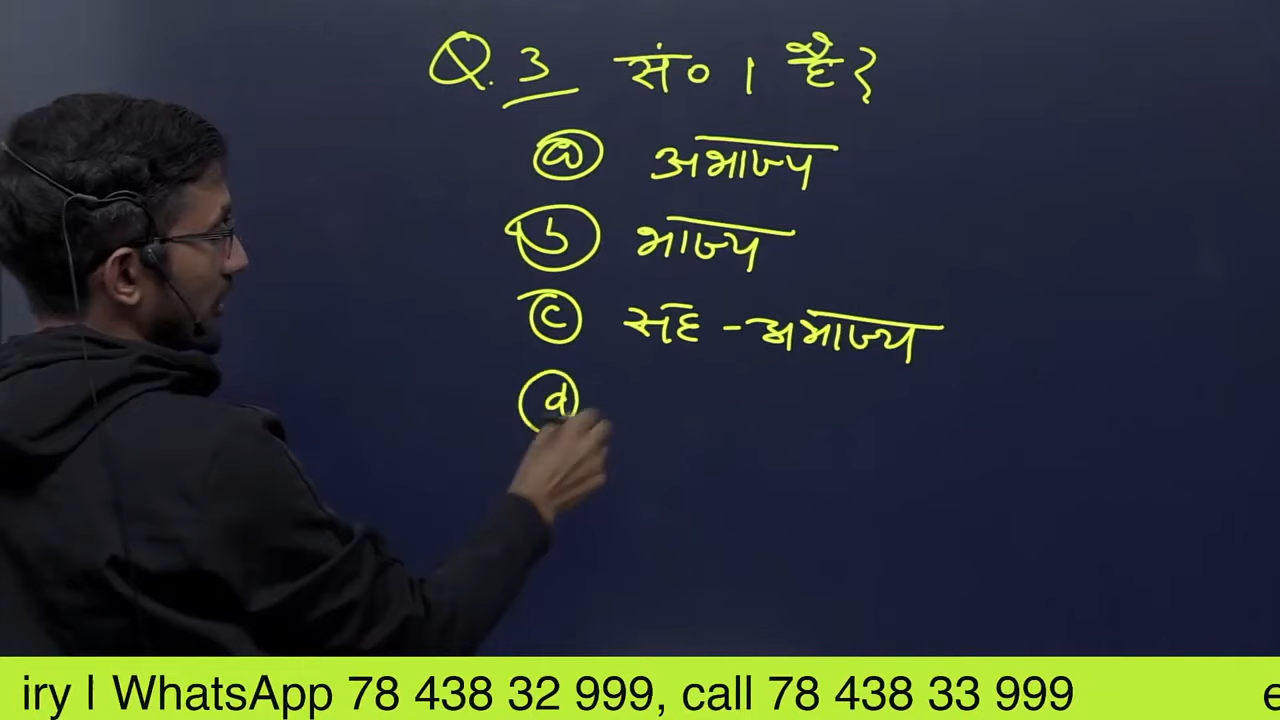 Q. 3 सं० 1 है?
(a) अभाज्य
(b) भाज्य
(c) सह - अभाज्य
(d)
iry | WhatsApp 78 438 32 999, call 78 438 33 999 e